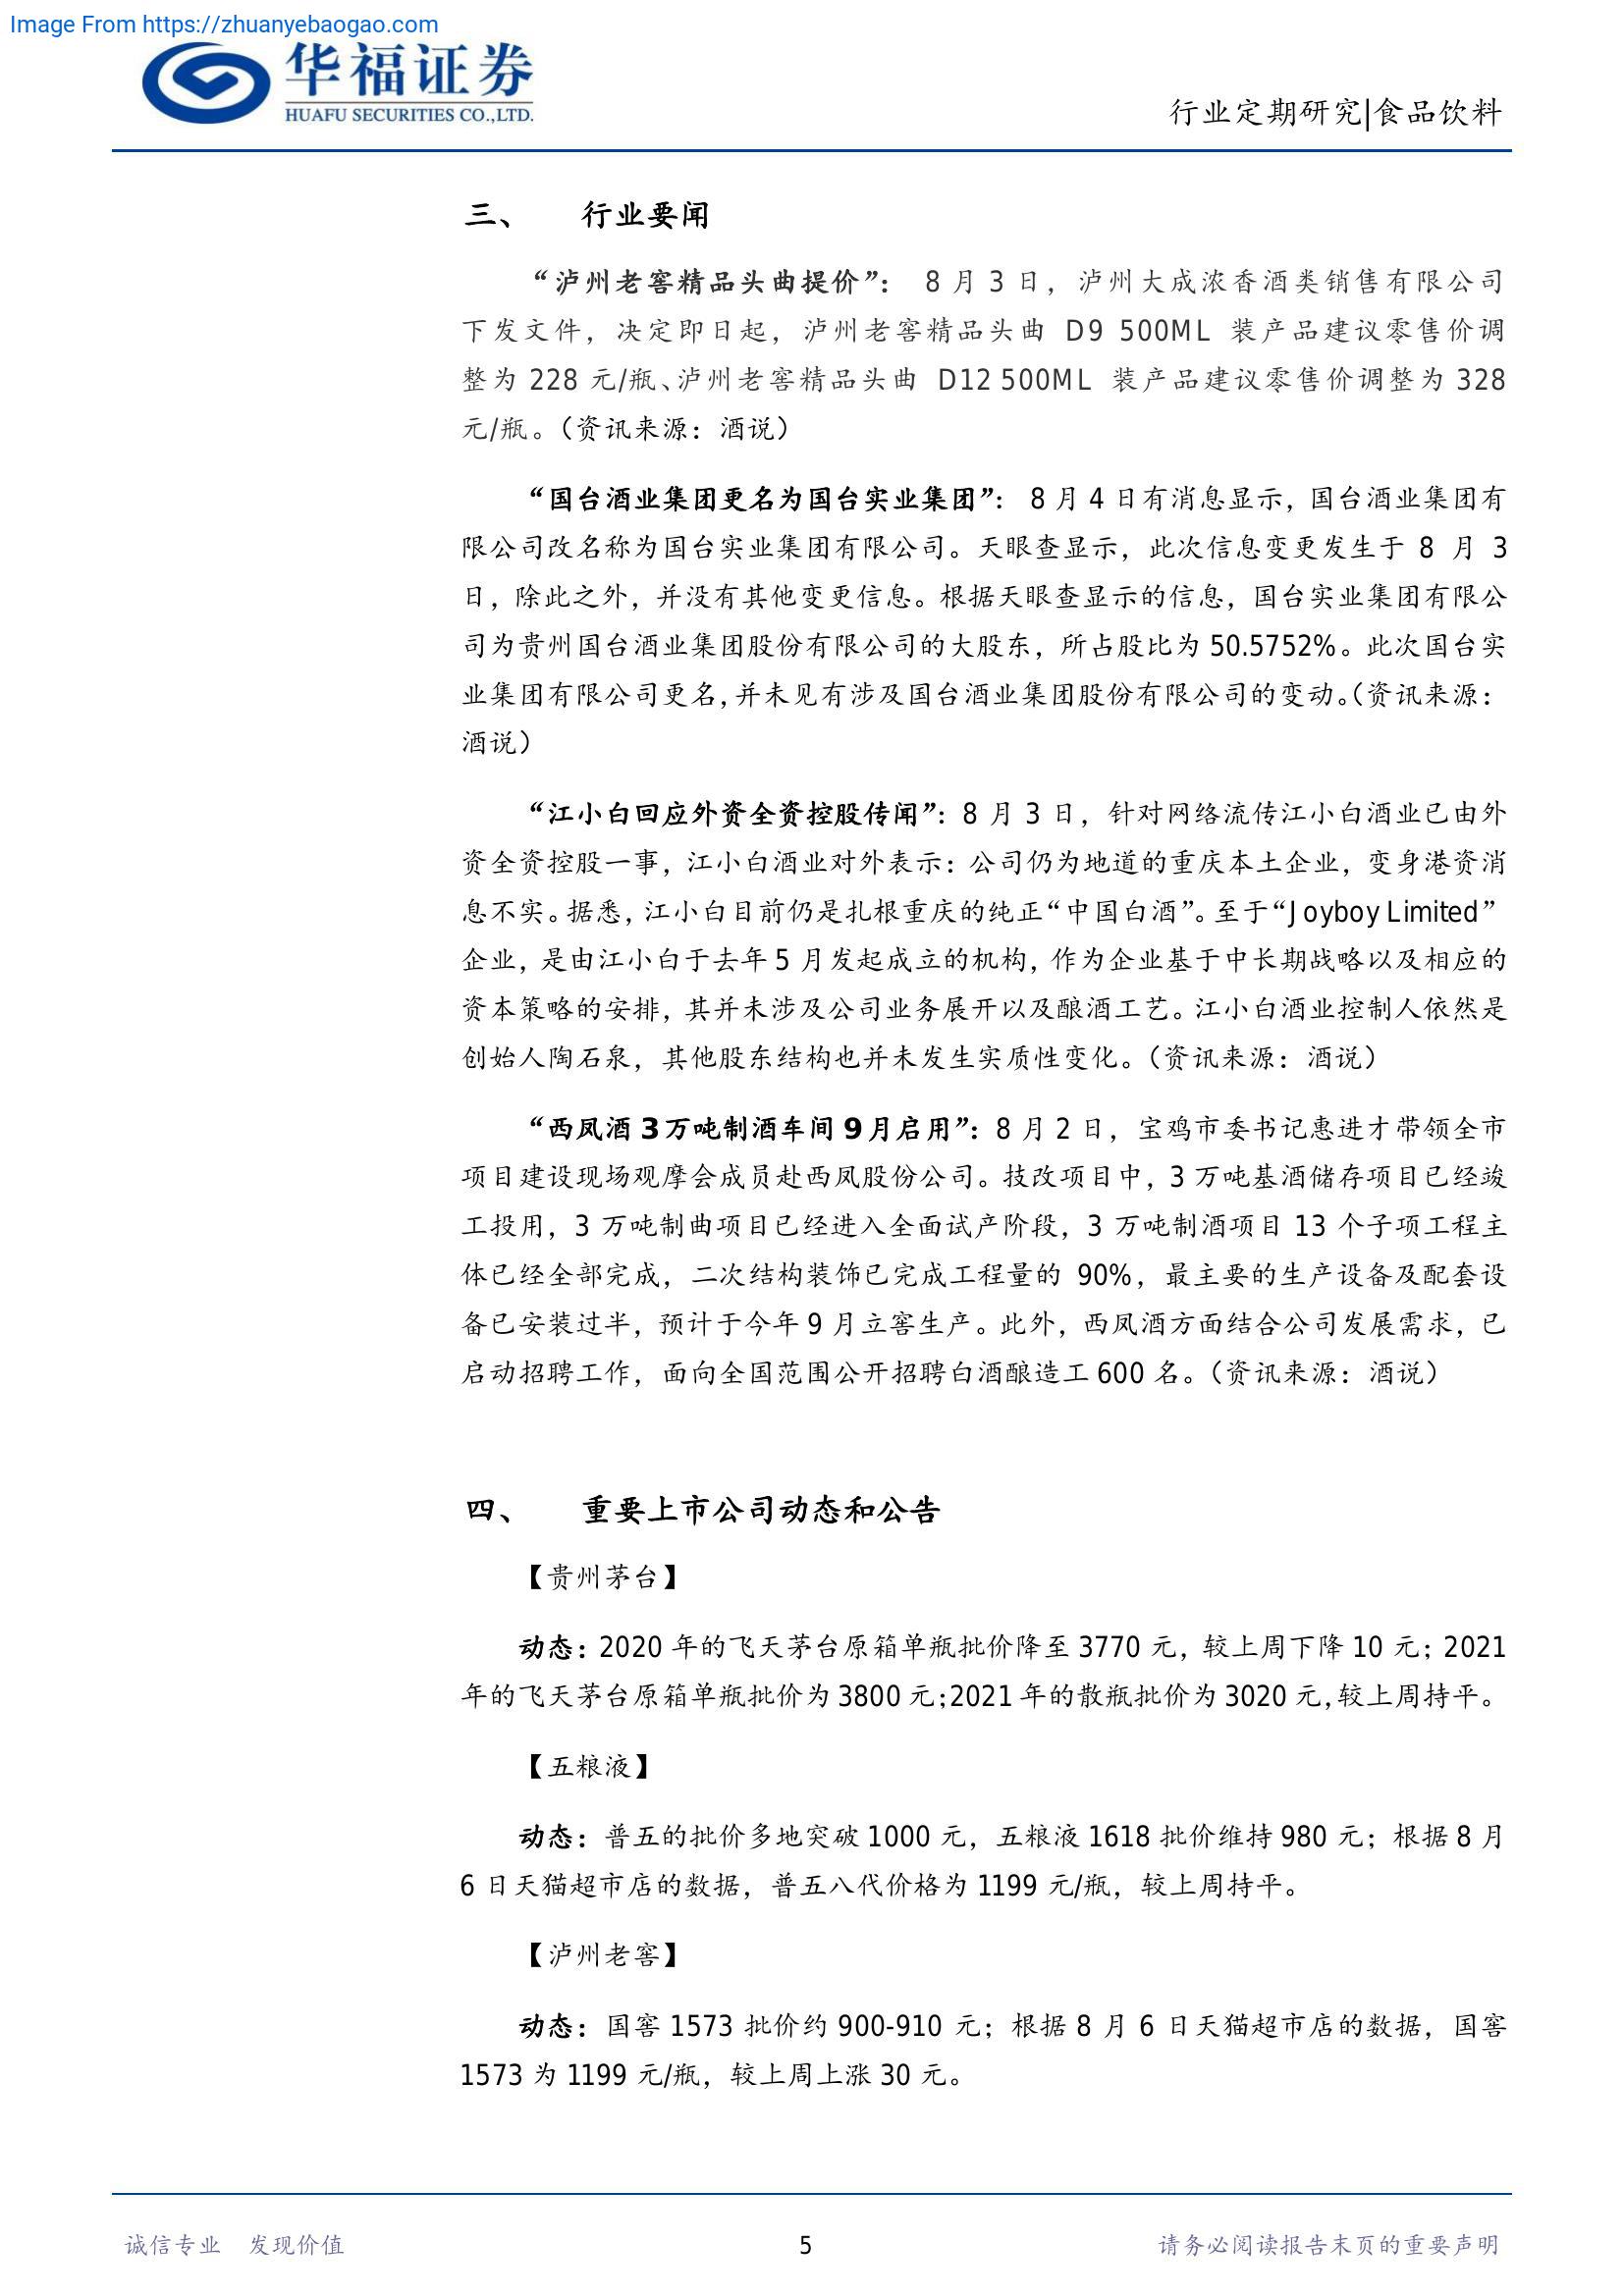 Image From https://zhuanyebaogao.com
华福证券
HUAFU SECURITIES CO.,LTD.
行业定期研究|食品饮料
三、 行业要闻
“泸州老窖精品头曲提价”： 8 月 3 日，泸州大成浓香酒类销售有限公司
下发文件，决定即日起，泸州老窖精品头曲 D9 500ML 装产品建议零售价调
整为 228 元/瓶、泸州老窖精品头曲 D12 500ML 装产品建议零售价调整为 328
元/瓶。（资讯来源：酒说）
“国台酒业集团更名为国台实业集团”： 8 月 4 日有消息显示，国台酒业集团有
限公司改名称为国台实业集团有限公司。天眼查显示，此次信息变更发生于 8 月 3
日，除此之外，并没有其他变更信息。根据天眼查显示的信息，国台实业集团有限公
司为贵州国台酒业集团股份有限公司的大股东，所占股比为 50.5752%。此次国台实
业集团有限公司更名，并未见有涉及国台酒业集团股份有限公司的变动。（资讯来源：
酒说）
“江小白回应外资全资控股传闻”：8 月 3 日，针对网络流传江小白酒业已由外
资全资控股一事，江小白酒业对外表示：公司仍为地道的重庆本土企业，变身港资消
息不实。据悉，江小白目前仍是扎根重庆的纯正“中国白酒”。至于“Joyboy Limited”
企业，是由江小白于去年 5 月发起成立的机构，作为企业基于中长期战略以及相应的
资本策略的安排，其并未涉及公司业务展开以及酿酒工艺。江小白酒业控制人依然是
创始人陶石泉，其他股东结构也并未发生实质性变化。（资讯来源：酒说）
“西凤酒 3 万吨制酒车间 9 月启用”：8 月 2 日，宝鸡市委书记惠进才带领全市
项目建设现场观摩会成员赴西凤股份公司。技改项目中，3 万吨基酒储存项目已经竣
工投用，3 万吨制曲项目已经进入全面试产阶段，3 万吨制酒项目 13 个子项工程主
体已经全部完成，二次结构装饰已完成工程量的 90%，最主要的生产设备及配套设
备已安装过半，预计于今年 9 月立窖生产。此外，西凤酒方面结合公司发展需求，已
启动招聘工作，面向全国范围公开招聘白酒酿造工 600 名。（资讯来源：酒说）
四、 重要上市公司动态和公告
【贵州茅台】
动态：2020 年的飞天茅台原箱单瓶批价降至 3770 元，较上周下降 10 元；2021
年的飞天茅台原箱单瓶批价为 3800 元；2021 年的散瓶批价为 3020 元，较上周持平。
【五粮液】
动态：普五的批价多地突破 1000 元，五粮液 1618 批价维持 980 元；根据 8 月
6 日天猫超市店的数据，普五八代价格为 1199 元/瓶，较上周持平。
【泸州老窖】
动态：国窖 1573 批价约 900-910 元；根据 8 月 6 日天猫超市店的数据，国窖
1573 为 1199 元/瓶，较上周上涨 30 元。
诚信专业 发现价值
5
请务必阅读报告末页的重要声明